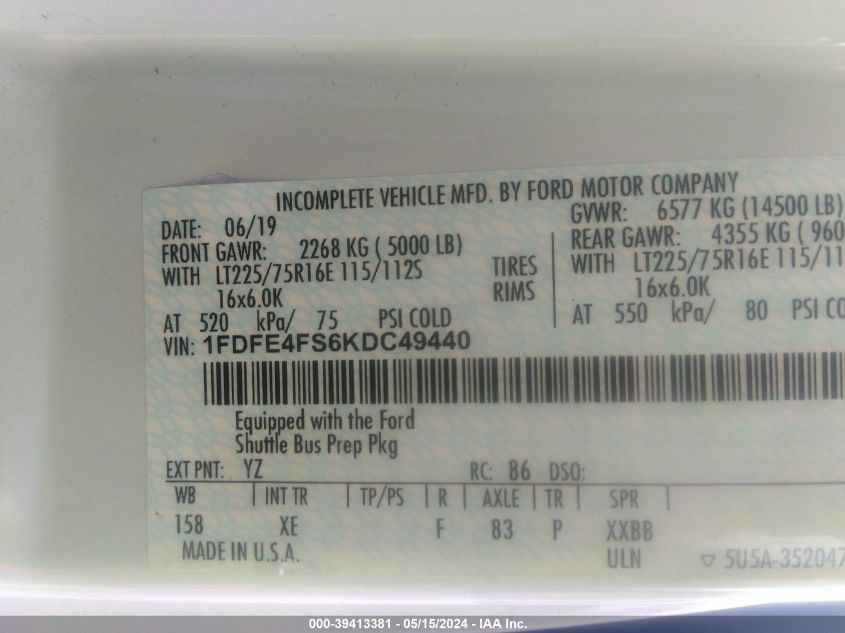 INCOMPLETE VEHICLE MFD. BY FORD MOTOR COMPANY
DATE: 06/19 GVWR: 6577 KG (14500 LB)
FRONT GAWR: 2268 KG ( 5000 LB) REAR GAWR: 4355 KG ( 960
WITH LT225/75R16E 115/112S TIRES WITH LT225/75R16E 115/11
16x6.0K RIMS 16x6.0K
AT 520 kPa/ 75 PSI COLD AT 550 kPa/ 80 PSI CO
VIN: 1FDFE4FS6KDC49440
Equipped with the Ford
Shuttle Bus Prep Pkg
EXT PNT: YZ RC: 86 DSO:
WB | INT TR | TP/PS | R | AXLE | TR | SPR |
158 XE F 83 P XXBB
MADE IN U.S.A. ULN ▽ 5U5A-352047
000-39413381 - 05/15/2024 - IAA Inc.